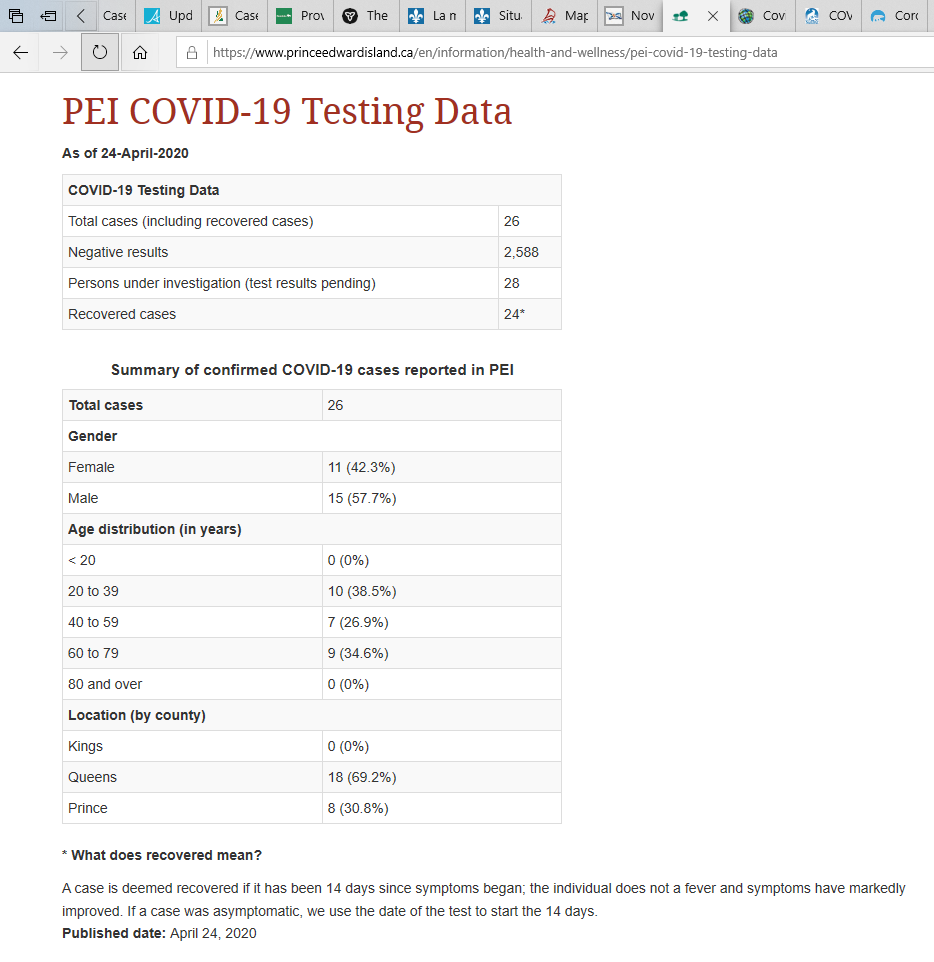 Case
Upd
Case
Prov
The
La m
Situ
Map
Nov
Cov
COV
Corc
https://www.princeedwardisland.ca/en/information/health-and-wellness/pei-covid-19-testing-data
PEI COVID-19 Testing Data
As of 24-April-2020
COVID-19 Testing Data
Total cases (including recovered cases) 26
Negative results 2,588
Persons under investigation (test results pending) 28
Recovered cases 24*
Summary of confirmed COVID-19 cases reported in PEI
Total cases 26
Gender
Female 11 (42.3%)
Male 15 (57.7%)
Age distribution (in years)
< 20 0 (0%)
20 to 39 10 (38.5%)
40 to 59 7 (26.9%)
60 to 79 9 (34.6%)
80 and over 0 (0%)
Location (by county)
Kings 0 (0%)
Queens 18 (69.2%)
Prince 8 (30.8%)
* What does recovered mean?
A case is deemed recovered if it has been 14 days since symptoms began; the individual does not a fever and symptoms have markedly
improved. If a case was asymptomatic, we use the date of the test to start the 14 days.
Published date: April 24, 2020